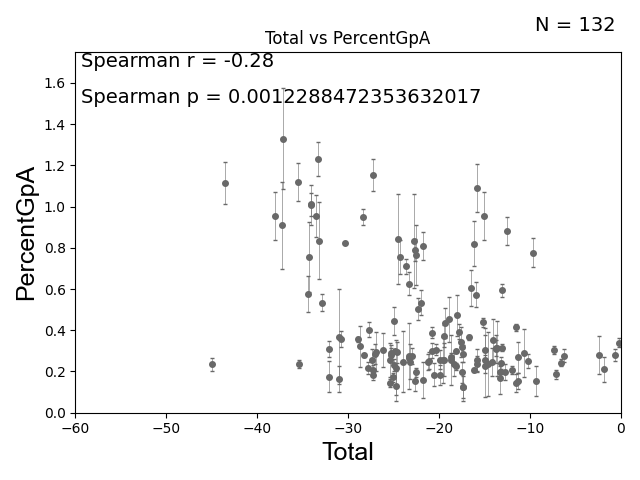 N = 132
Total vs PercentGpA
Spearman r = -0.28
Spearman p = 0.0012288472353632017
1.6
1.4
1.2
1.0
0.8
0.6
0.4
0.2
0.0
PercentGpA
−60 −50 −40 −30 −20 −10 0
Total